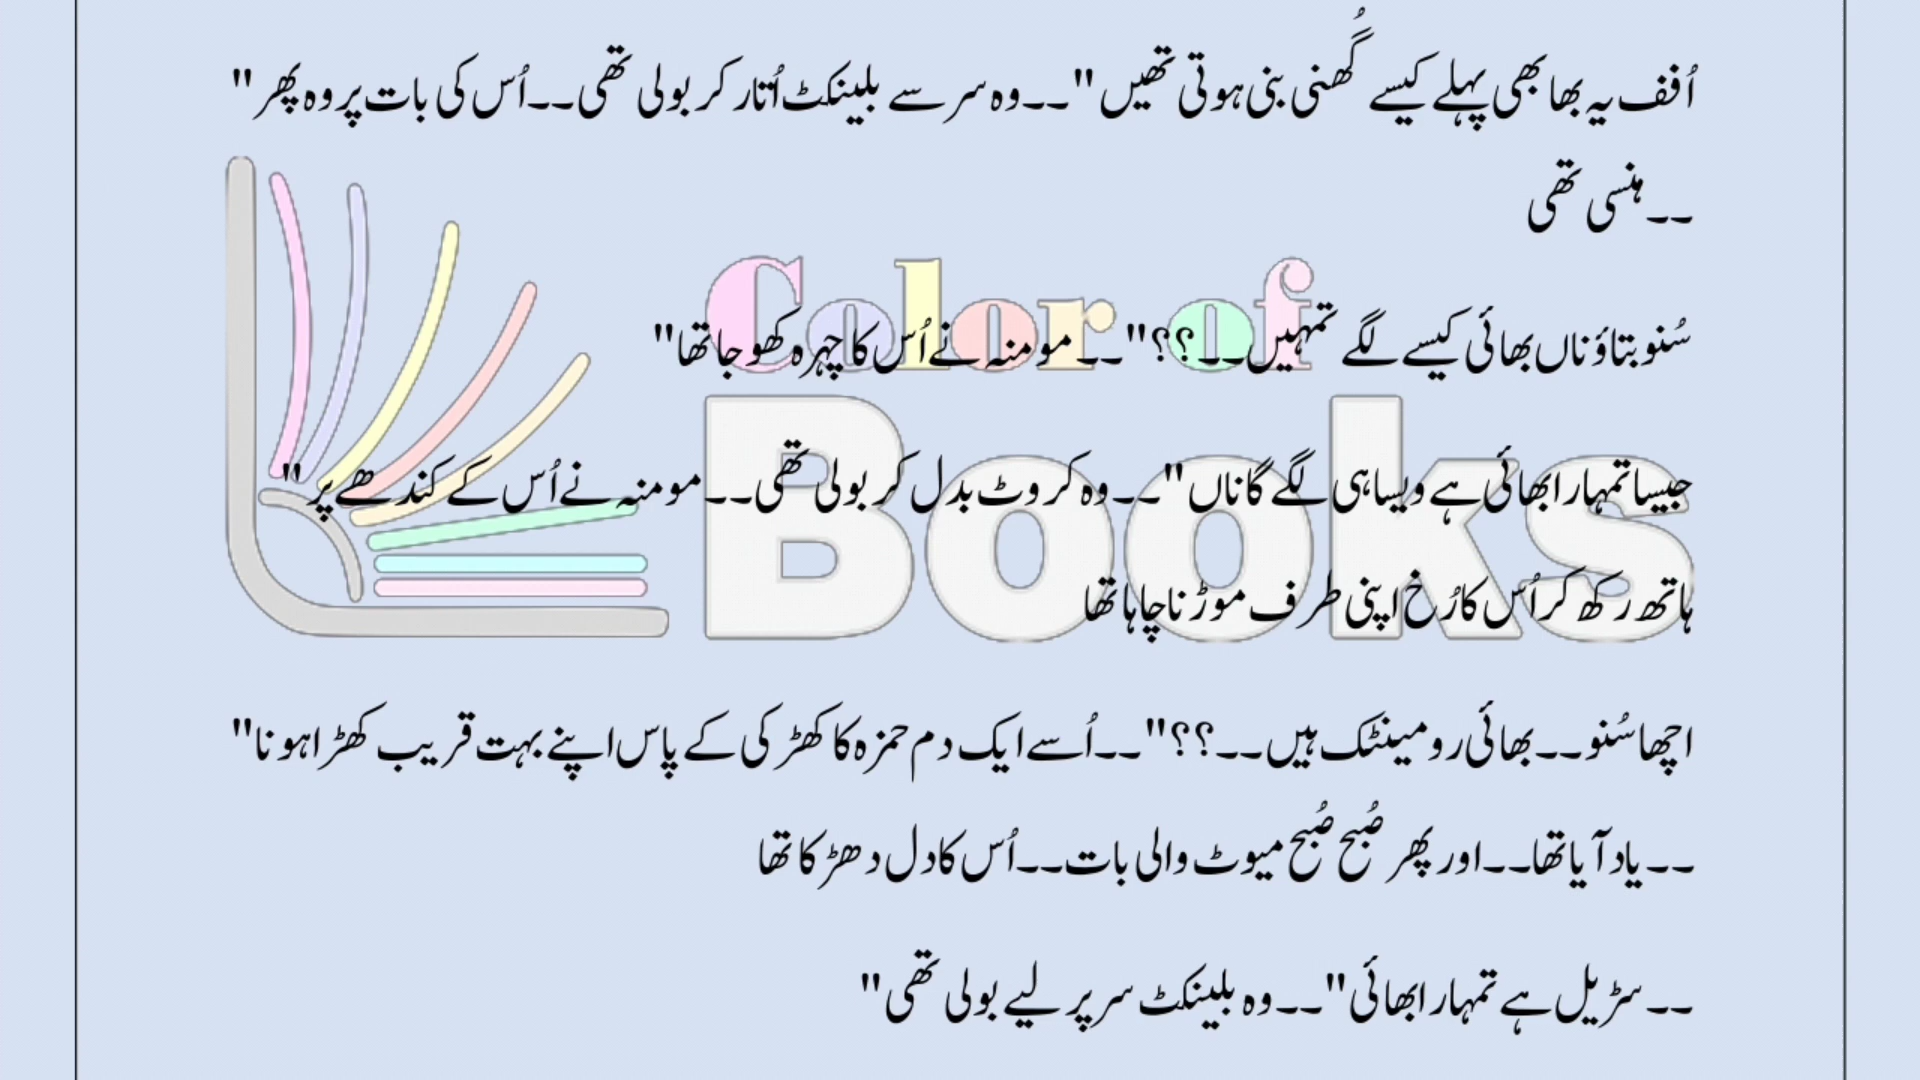 اُفف یہ بھابھی پہلے کیسے گُھنی بنی ہوتی تھیں"۔۔وہ سر سے بلینکٹ اُتار کر بولی تھی۔۔اُس کی بات پر وہ پھر"
۔۔ہنسی تھی
Color of
سُنو بتاؤ ناں بھائی کیسے لگے تمہیں۔۔؟؟"۔۔مومنہ نے اُس کا چہرہ کھوجا تھا"
Books
جیسا تمہارا بھائی ہے ویسا ہی لگے گا ناں"۔۔وہ کروٹ بدل کر بولی تھی۔۔مومنہ نے اُس کے کندھے پر"
ہاتھ رکھ کر اُس کا رُخ اپنی طرف موڑنا چاہا تھا
اچھا سُنو۔۔بھائی رومینٹک ہیں۔۔؟؟"۔۔اُسے ایک دم حمزہ کا کھڑکی کے پاس اپنے بہت قریب کھڑا ہونا"
۔۔یاد آیا تھا۔۔اور پھر صُبح صُبح میوٹ والی بات۔۔اُس کا دل دھڑکا تھا
۔۔سڑیل ہے تمہارا بھائی"۔۔وہ بلینکٹ سر پر لیے بولی تھی"